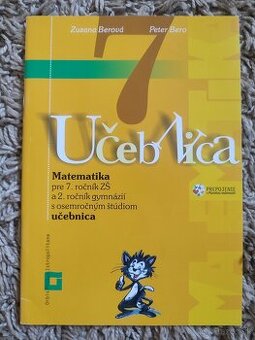 Zuzana Berová Peter Bero
7
Učebnica
Matematika
pre 7. ročník ZŠ
a 2. ročník gymnázií
s osemročným štúdiom
učebnica